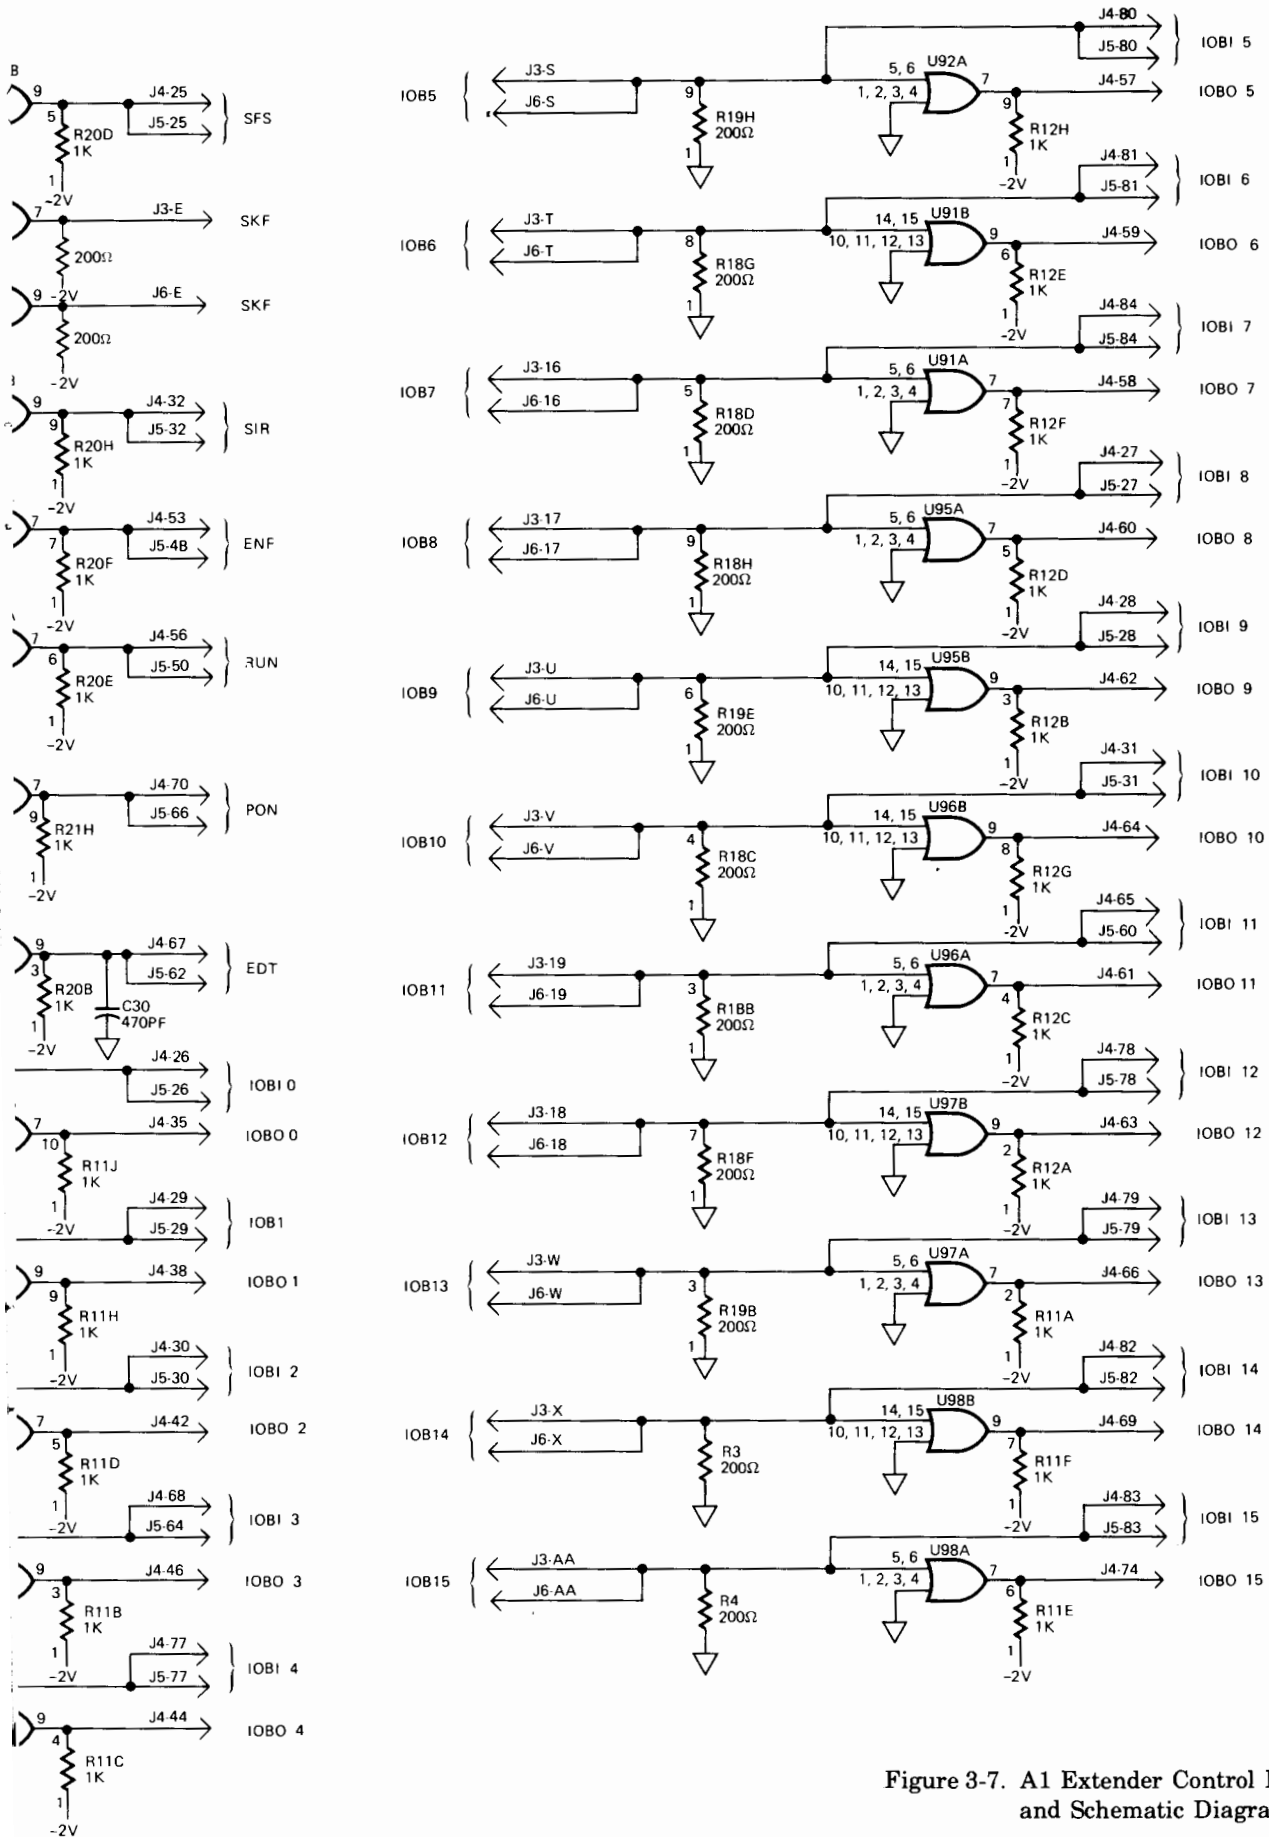 B
9
J4-25
J5-25
SFS
5
R20D
1K
1
-2V
7
J3-E
SKF
200Ω
-2V
9
J6-E
SKF
200Ω
-2V
9
J4-32
J5-32
SIR
9
R20H
1K
1
-2V
7
J4-53
J5-4B
ENF
7
R20F
1K
1
-2V
7
J4-56
J5-50
RUN
6
R20E
1K
1
-2V
7
J4-70
J5-66
PON
9
R21H
1K
1
-2V
9
J4-67
J5-62
EDT
3
R20B
1K
1
-2V
C30
470PF
J4-26
J5-26
IOBI 0
7
J4-35
IOBO 0
10
R11J
1K
1
-2V
J4-29
J5-29
IOB1
9
J4-38
IOBO 1
9
R11H
1K
1
-2V
J4-30
J5-30
IOBI 2
7
J4-42
IOBO 2
5
R11D
1K
1
-2V
J4-68
J5-64
IOBI 3
9
J4-46
IOBO 3
3
R11B
1K
1
-2V
J4-77
J5-77
IOBI 4
9
J4-44
IOBO 4
4
R11C
1K
1
-2V
J4-80
J5-80
IOBI 5
IOB5
J3-S
J6-S
9
R19H
200Ω
1
5, 6
1, 2, 3, 4
U92A
7
J4-57
IOBO 5
9
R12H
1K
1
-2V
J4-81
J5-81
IOBI 6
IOB6
J3-T
J6-T
8
R18G
200Ω
1
14, 15
10, 11, 12, 13
U91B
9
J4-59
IOBO 6
6
R12E
1K
1
-2V
J4-84
J5-84
IOBI 7
IOB7
J3-16
J6-16
5
R18D
200Ω
1
5, 6
1, 2, 3, 4
U91A
7
J4-58
IOBO 7
7
R12F
1K
1
-2V
J4-27
J5-27
IOBI 8
IOB8
J3-17
J6-17
9
R18H
200Ω
1
5, 6
1, 2, 3, 4
U95A
7
J4-60
IOBO 8
5
R12D
1K
1
-2V
J4-28
J5-28
IOBI 9
IOB9
J3-U
J6-U
6
R19E
200Ω
1
14, 15
10, 11, 12, 13
U95B
9
J4-62
IOBO 9
3
R12B
1K
1
-2V
J4-31
J5-31
IOBI 10
IOB10
J3-V
J6-V
4
R18C
200Ω
1
14, 15
10, 11, 12, 13
U96B
9
J4-64
IOBO 10
8
R12G
1K
1
-2V
J4-65
J5-60
IOBI 11
IOB11
J3-19
J6-19
3
R1BB
200Ω
1
5, 6
1, 2, 3, 4
U96A
7
J4-61
IOBO 11
4
R12C
1K
1
-2V
J4-78
J5-78
IOBI 12
IOB12
J3-18
J6-18
7
R18F
200Ω
1
14, 15
10, 11, 12, 13
U97B
9
J4-63
IOBO 12
2
R12A
1K
1
-2V
J4-79
J5-79
IOBI 13
IOB13
J3-W
J6-W
3
R19B
200Ω
1
5, 6
1, 2, 3, 4
U97A
7
J4-66
IOBO 13
2
R11A
1K
1
-2V
J4-82
J5-82
IOBI 14
IOB14
J3-X
J6-X
R3
200Ω
14, 15
10, 11, 12, 13
U98B
9
J4-69
IOBO 14
7
R11F
1K
1
-2V
J4-83
J5-83
IOBI 15
IOB15
J3-AA
J6-AA
R4
200Ω
5, 6
1, 2, 3, 4
U98A
7
J4-74
IOBO 15
6
R11E
1K
1
-2V
Figure 3-7. A1 Extender Control
and Schematic Diagra